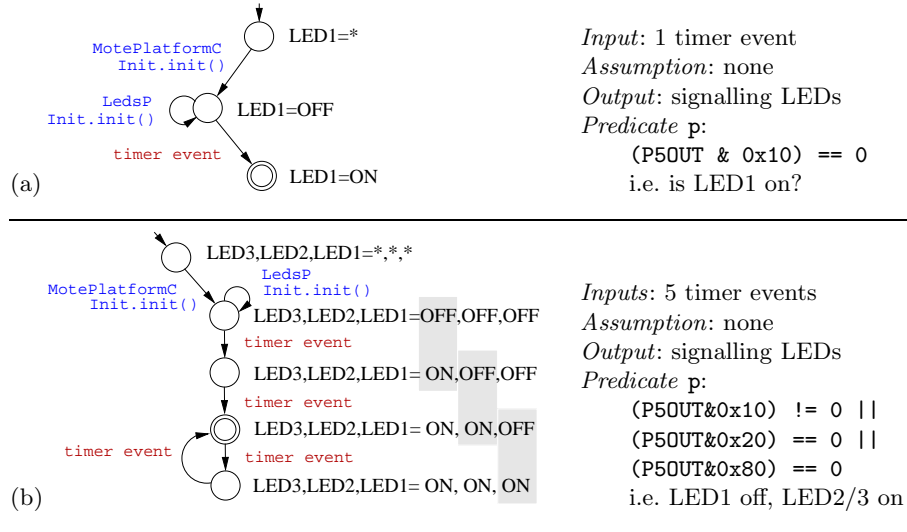 LED1=*
MotePlatformC
Init.init()
LedsP
Init.init()
LED1=OFF
timer event
LED1=ON
(a)
Input: 1 timer event
Assumption: none
Output: signalling LEDs
Predicate p:
(P5OUT & 0x10) == 0
i.e. is LED1 on?
LED3,LED2,LED1=*,*,*
LedsP
Init.init()
MotePlatformC
Init.init()
LED3,LED2,LED1=OFF,OFF,OFF
timer event
LED3,LED2,LED1= ON,OFF,OFF
timer event
LED3,LED2,LED1= ON, ON,OFF
timer event
timer event
LED3,LED2,LED1= ON, ON, ON
(b)
Inputs: 5 timer events
Assumption: none
Output: signalling LEDs
Predicate p:
(P5OUT&0x10) != 0 ||
(P5OUT&0x20) == 0 ||
(P5OUT&0x80) == 0
i.e. LED1 off, LED2/3 on